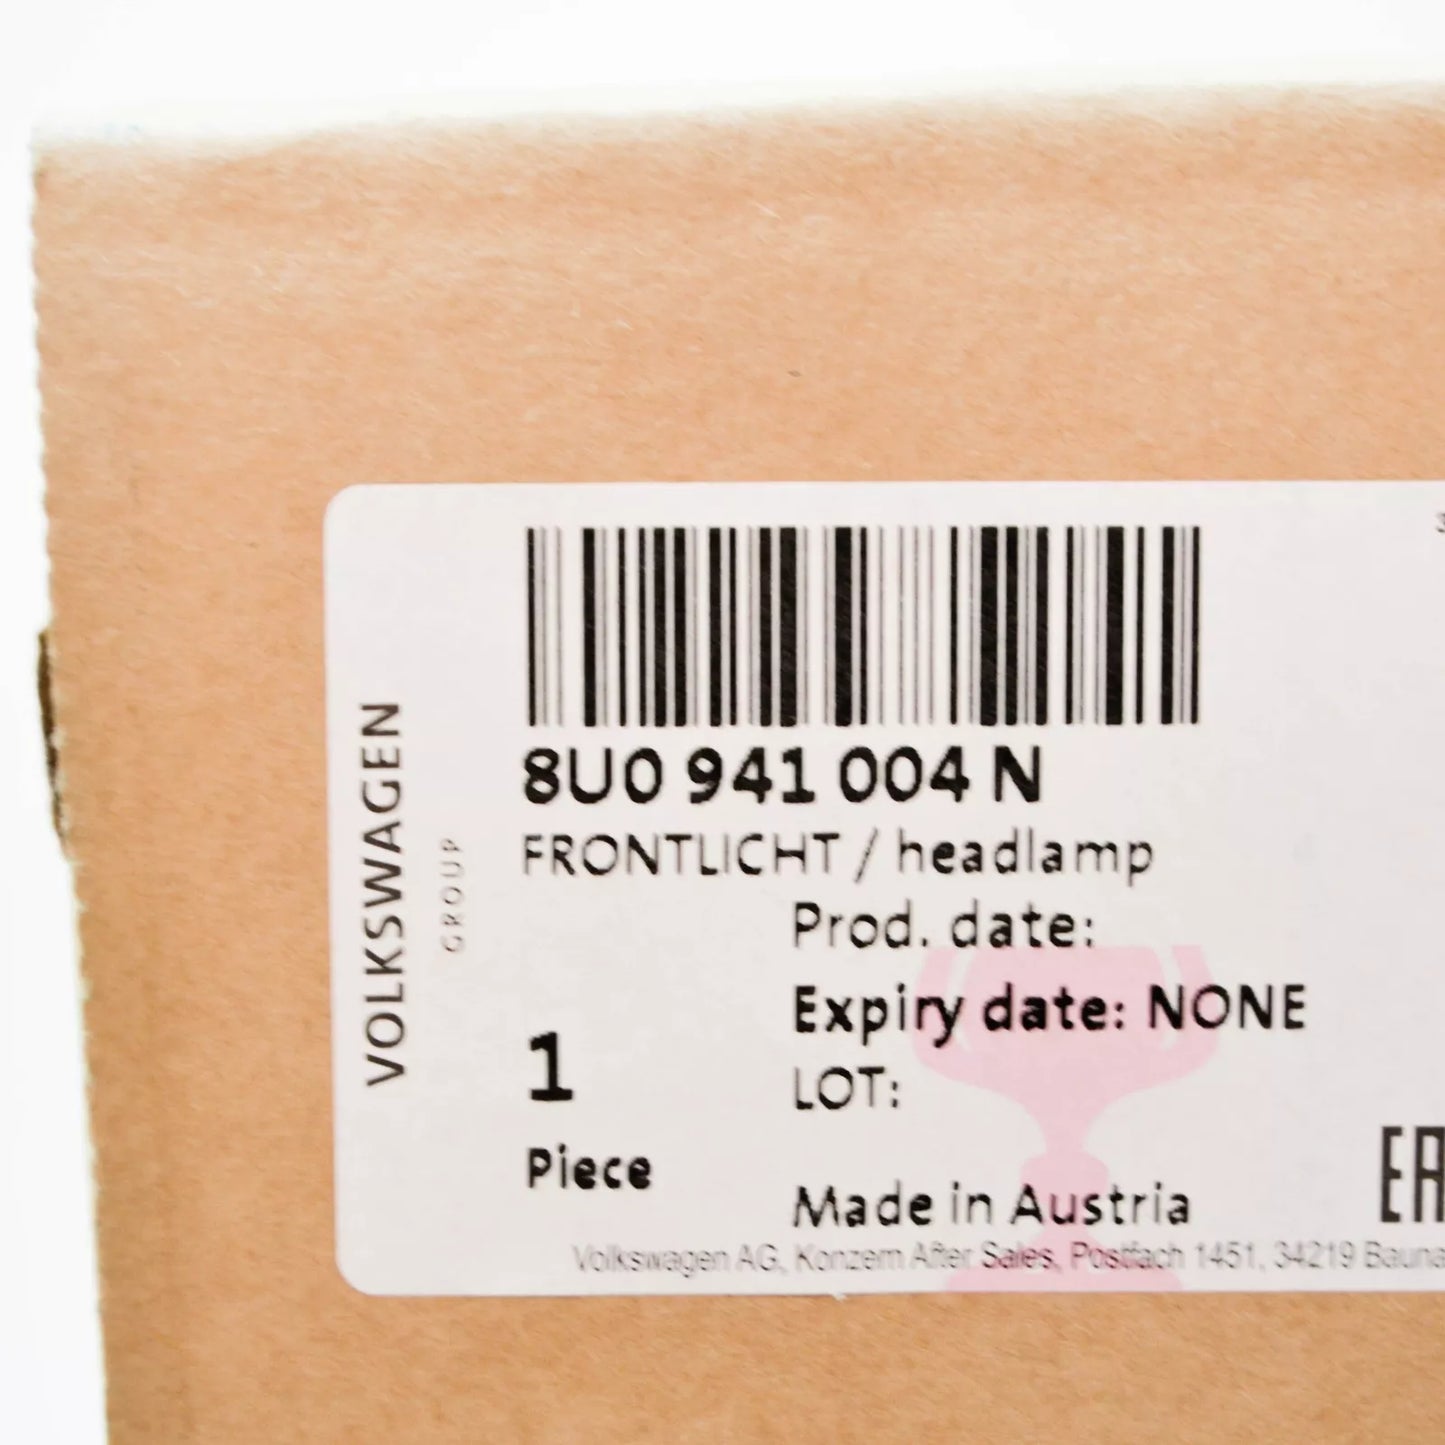 8U0 941 004 N
FRONTLICHT / headlamp
Prod. date:
Expiry date: NONE
LOT:
1
Piece
Made in Austria
Volkswagen AG, Konzern After Sales, Postfach 1451, 34219
VOLKSWAGEN
GROUP